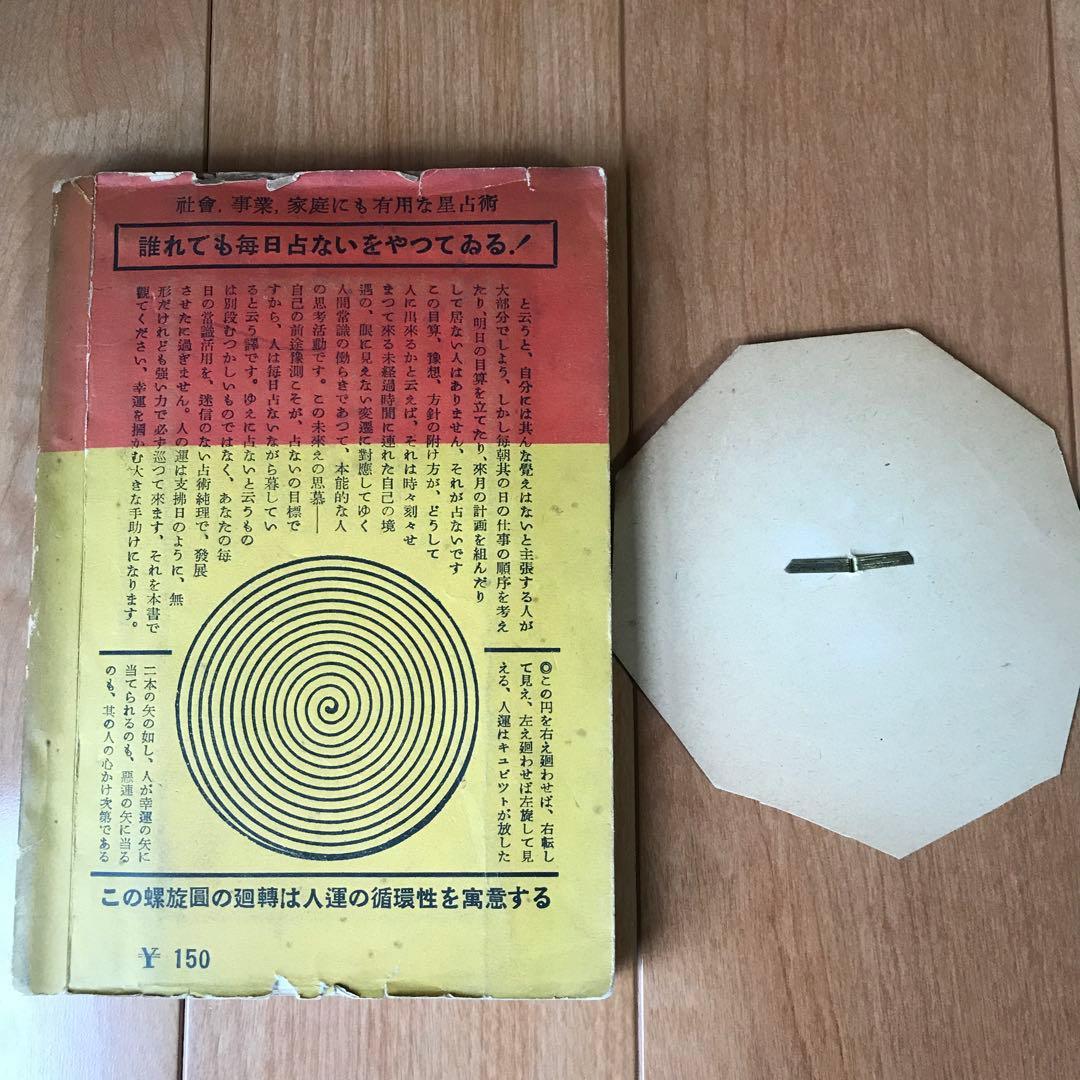 社會,事業,家庭にも有用な星占術
誰れでも毎日占ないをやつてゐる!
と云うと、自分には其んな覺えはないと主張する人が
大部分でしよう、しかし毎朝其の日の仕事の順序を考え
たり、明日の目算を立てたり、來月の計画を組んだり
して居ない人はありません、それが占ないです
この目算、豫想、方針の附け方が、どうして
人に出來るかと云えば、それは時々刻々せ
まつて來る未経過時間に連れた自己の境
遇の、眼に見えない変遷に對應してゆく
人間常識の働らきであつて、本能的な人
の思考活動です。この未來えの思慕――
自己の前途豫測こそが、占ないの目標で
すから、人は毎日占ないながら暮してい
ると云う譯です。ゆえに占ないと云うもの
は別段むつかしいものではなく、あなたの毎
日の常識活用を、迷信のない占術純理で、發展
させたに過ぎません。人の運は支拂日のように、無
形だけれども強い力で必ず巡つて來ます、それを本書で
觀てください、幸運を摑かむ大きな手助けになります。
◎この円を右え廻わせば、右転し
て見え、左え廻わせば左旋して見
える、人運はキユピツトが放した
二本の矢の如し、人が幸運の矢に
当てられるのも、惡運の矢に当る
のも、其の人の心かけ次第である
この螺旋圓の廻轉は人運の循環性を寓意する
¥ 150